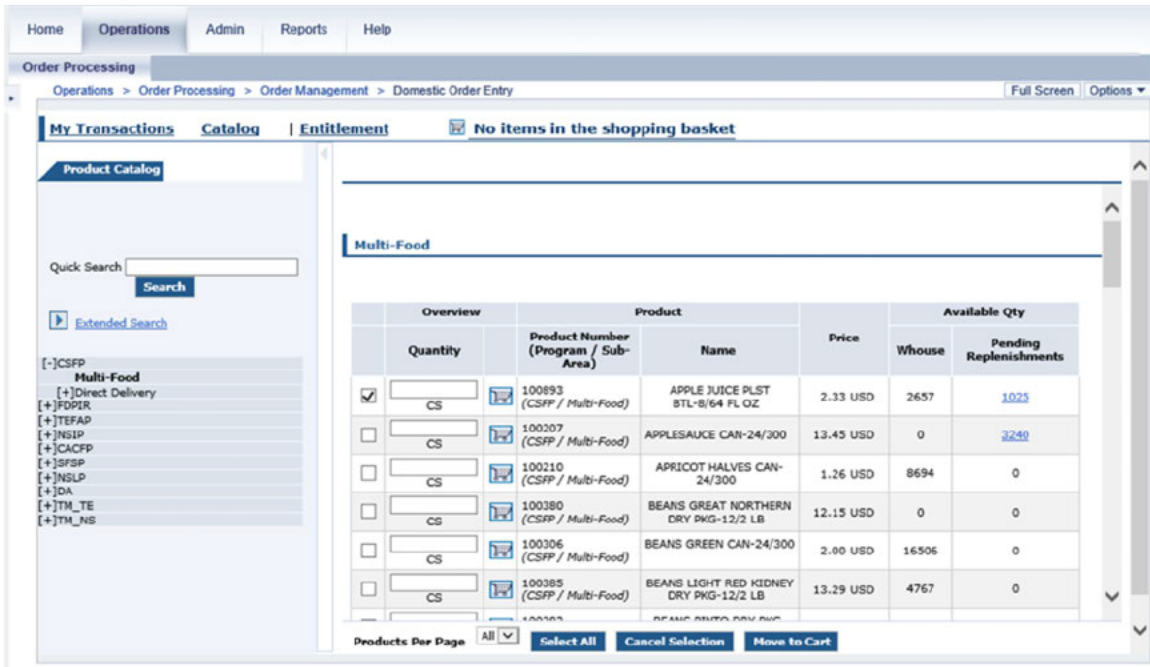 Home Operations Admin Reports Help
Order Processing
Operations > Order Processing > Order Management > Domestic Order Entry Full Screen Options
My Transactions Catalog | Entitlement No items in the shopping basket
Product Catalog
Multi-Food
Quick Search
Search
Extended Search
[-]CSFP
Multi-Food
[+]Direct Delivery
[+]FDPIR
[+]TEFAP
[+]NSIP
[+]CACFP
[+]SFSP
[+]NSLP
[+]DA
[+]TM_TE
[+]TM_NS
Overview Product Price Available Qty
Quantity Product Number (Program / Sub-Area) Name Whouse Pending Replenishments
CS 100893 (CSFP / Multi-Food) APPLE JUICE PLST BTL-8/64 FL OZ 2.33 USD 2657 1025
CS 100207 (CSFP / Multi-Food) APPLESAUCE CAN-24/300 13.45 USD 0 3240
CS 100210 (CSFP / Multi-Food) APRICOT HALVES CAN-24/300 1.26 USD 8694 0
CS 100380 (CSFP / Multi-Food) BEANS GREAT NORTHERN DRY PKG-12/2 LB 12.15 USD 0 0
CS 100306 (CSFP / Multi-Food) BEANS GREEN CAN-24/300 2.00 USD 16506 0
CS 100385 (CSFP / Multi-Food) BEANS LIGHT RED KIDNEY DRY PKG-12/2 LB 13.29 USD 4767 0
Products Per Page All Select All Cancel Selection Move to Cart